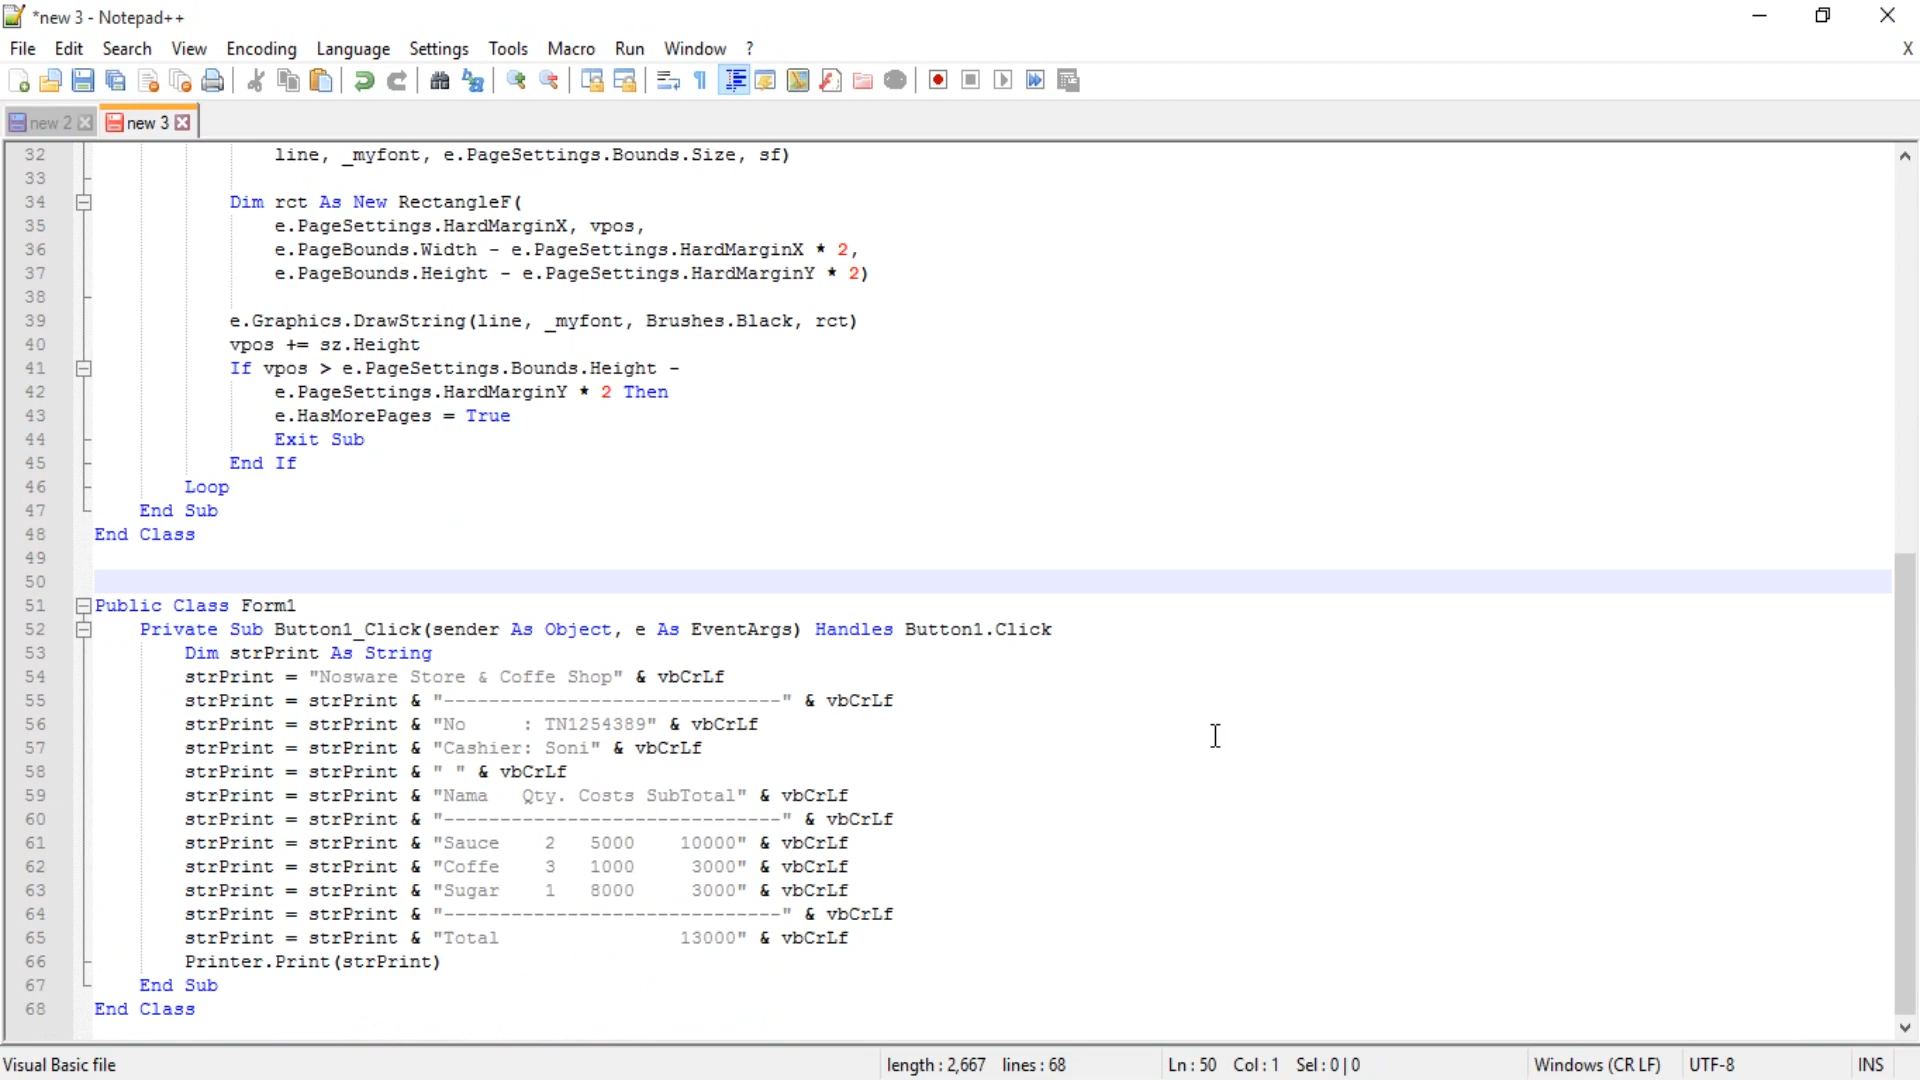 *new 3 - Notepad++
File Edit Search View Encoding Language Settings Tools Macro Run Window ? X
new 2 new 3
32 line, _myfont, e.PageSettings.Bounds.Size, sf)
33
34 Dim rct As New RectangleF(
35 e.PageSettings.HardMarginX, vpos,
36 e.PageBounds.Width - e.PageSettings.HardMarginX * 2,
37 e.PageBounds.Height - e.PageSettings.HardMarginY * 2)
38
39 e.Graphics.DrawString(line, _myfont, Brushes.Black, rct)
40 vpos += sz.Height
41 If vpos > e.PageSettings.Bounds.Height -
42 e.PageSettings.HardMarginY * 2 Then
43 e.HasMorePages = True
44 Exit Sub
45 End If
46 Loop
47 End Sub
48 End Class
49
50
51 Public Class Form1
52 Private Sub Button1_Click(sender As Object, e As EventArgs) Handles Button1.Click
53 Dim strPrint As String
54 strPrint = "Nosware Store & Coffe Shop" & vbCrLf
55 strPrint = strPrint & "------------------------------" & vbCrLf
56 strPrint = strPrint & "No     : TN1254389" & vbCrLf
57 strPrint = strPrint & "Cashier: Soni" & vbCrLf
58 strPrint = strPrint & " " & vbCrLf
59 strPrint = strPrint & "Nama   Qty. Costs SubTotal" & vbCrLf
60 strPrint = strPrint & "------------------------------" & vbCrLf
61 strPrint = strPrint & "Sauce    2   5000    10000" & vbCrLf
62 strPrint = strPrint & "Coffe    3   1000     3000" & vbCrLf
63 strPrint = strPrint & "Sugar    1   8000     3000" & vbCrLf
64 strPrint = strPrint & "------------------------------" & vbCrLf
65 strPrint = strPrint & "Total                13000" & vbCrLf
66 Printer.Print(strPrint)
67 End Sub
68 End Class
Visual Basic file length : 2,667 lines : 68 Ln : 50 Col : 1 Sel : 0 | 0 Windows (CR LF) UTF-8 INS